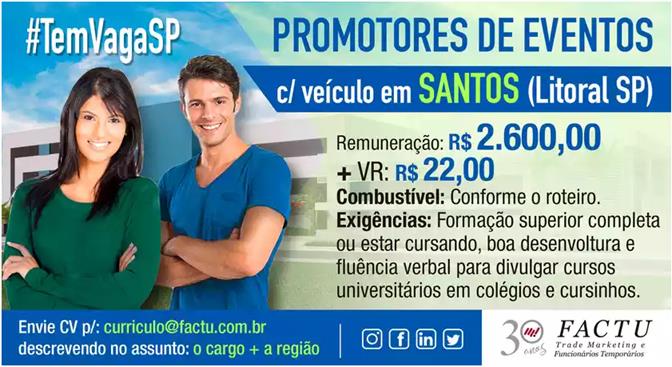 #TemVagaSP
PROMOTORES DE EVENTOS
c/ veículo em SANTOS (Litoral SP)
Remuneração: R$ 2.600,00
+ VR: R$ 22,00
Combustível: Conforme o roteiro.
Exigências: Formação superior completa
ou estar cursando, boa desenvoltura e
fluência verbal para divulgar cursos
universitários em colégios e cursinhos.
Envie CV p/: curriculo@factu.com.br
descrevendo no assunto: o cargo + a região
30 anos
FACTU
Trade Marketing e
Funcionários Temporários